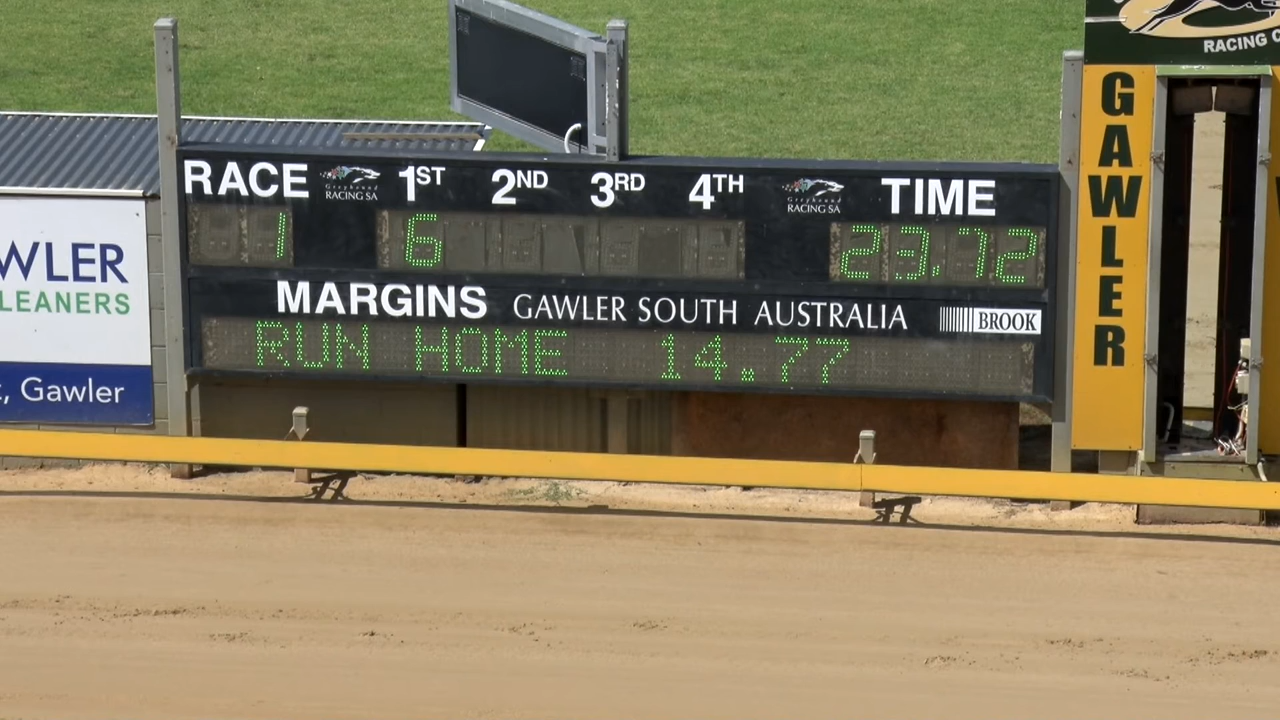 RACING C
GAWLER
RACE 1ST 2ND 3RD 4TH TIME
Greyhound RACING SA
Greyhound RACING SA
1 6 23.72
MARGINS GAWLER SOUTH AUSTRALIA BROOK
RUN HOME 14.77
WLER
LEANERS
, Gawler